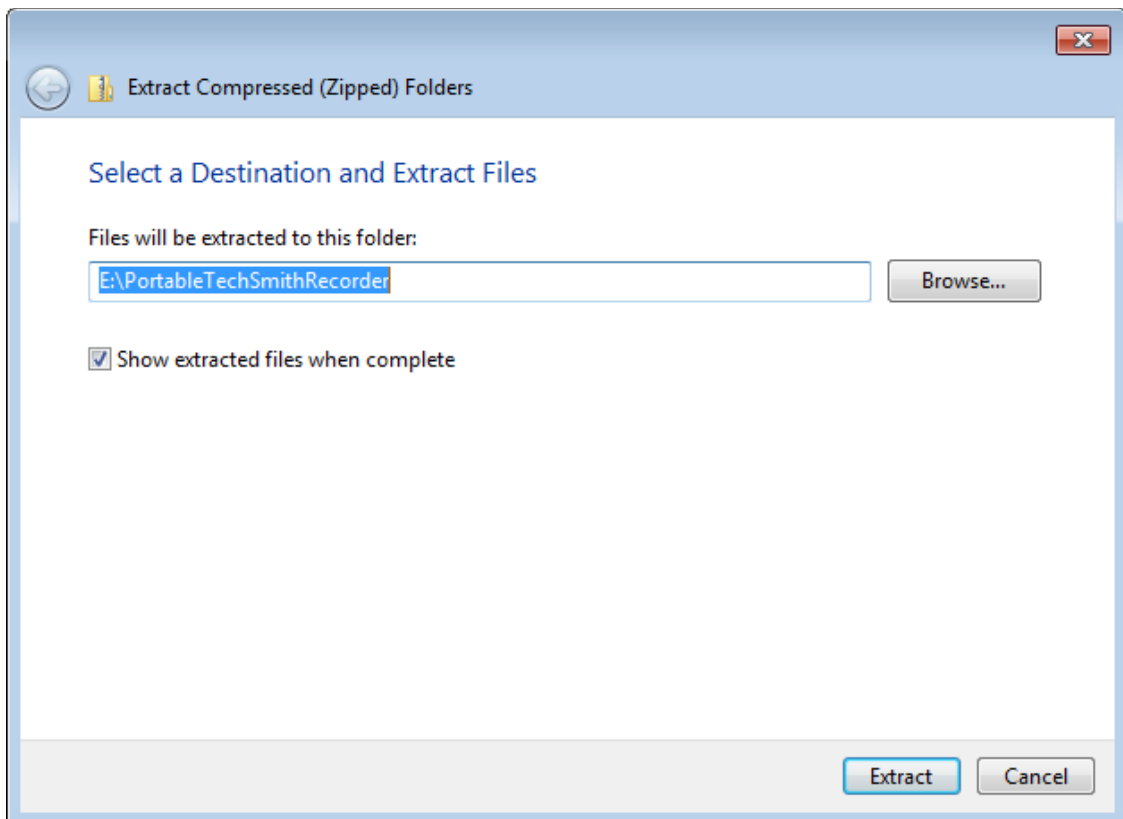 Extract Compressed (Zipped) Folders
Select a Destination and Extract Files
Files will be extracted to this folder:
E:\PortableTechSmithRecorder
Browse...
Show extracted files when complete
Extract
Cancel